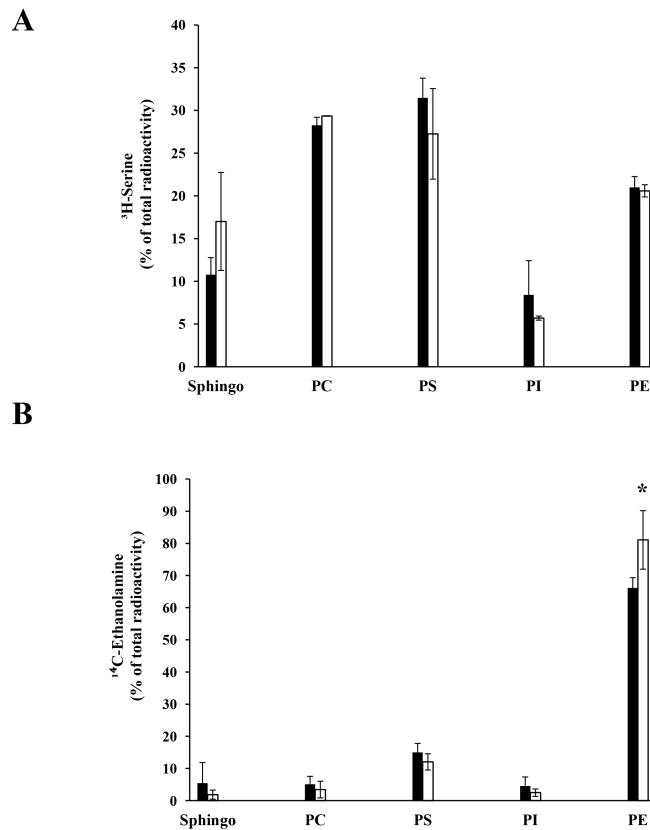 A
³H-Serine
(% of total radioactivity)
40
35
30
25
20
15
10
5
0
Sphingo PC PS PI PE
B
¹⁴C-Ethanolamine
(% of total radioactivity)
100
90
80
70
60
50
40
30
20
10
0
*
Sphingo PC PS PI PE